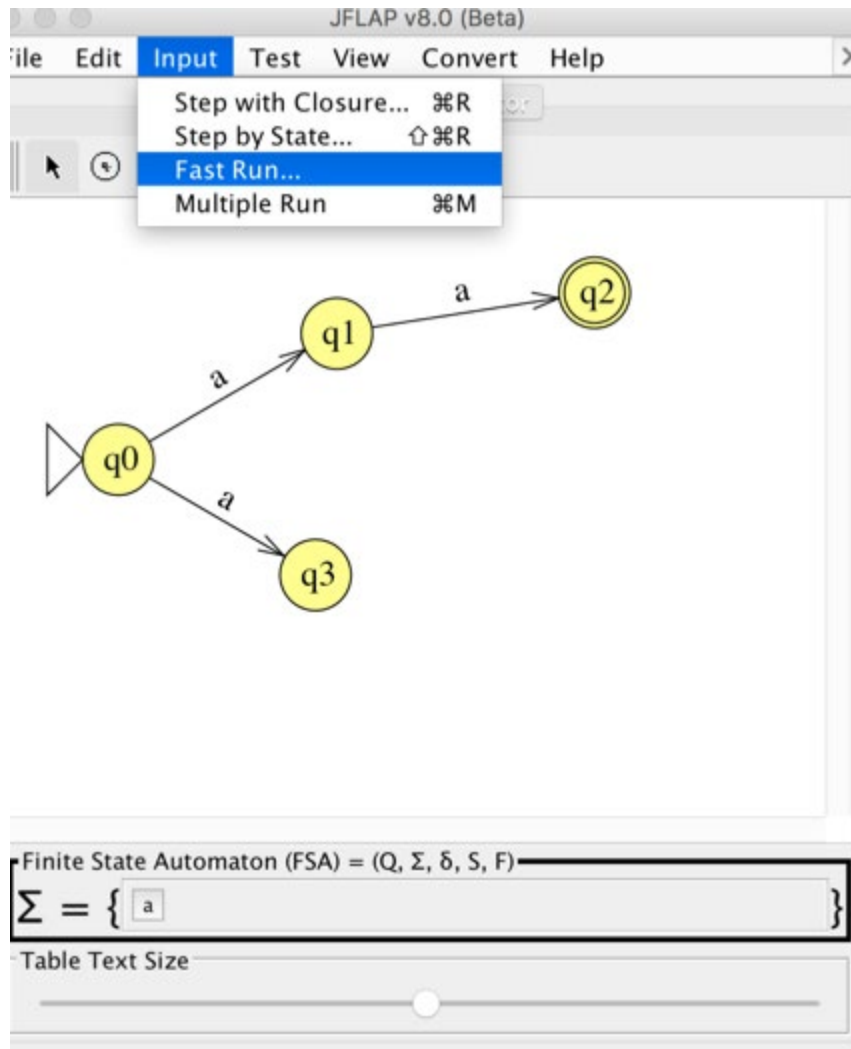 JFLAP v8.0 (Beta)
File Edit Input Test View Convert Help
Step with Closure... ⌘R
Step by State... ⇧⌘R
Fast Run...
Multiple Run ⌘M
a
q2
q1
a
q0
a
q3
Finite State Automaton (FSA) = (Q, Σ, δ, S, F)
Σ = { a }
Table Text Size